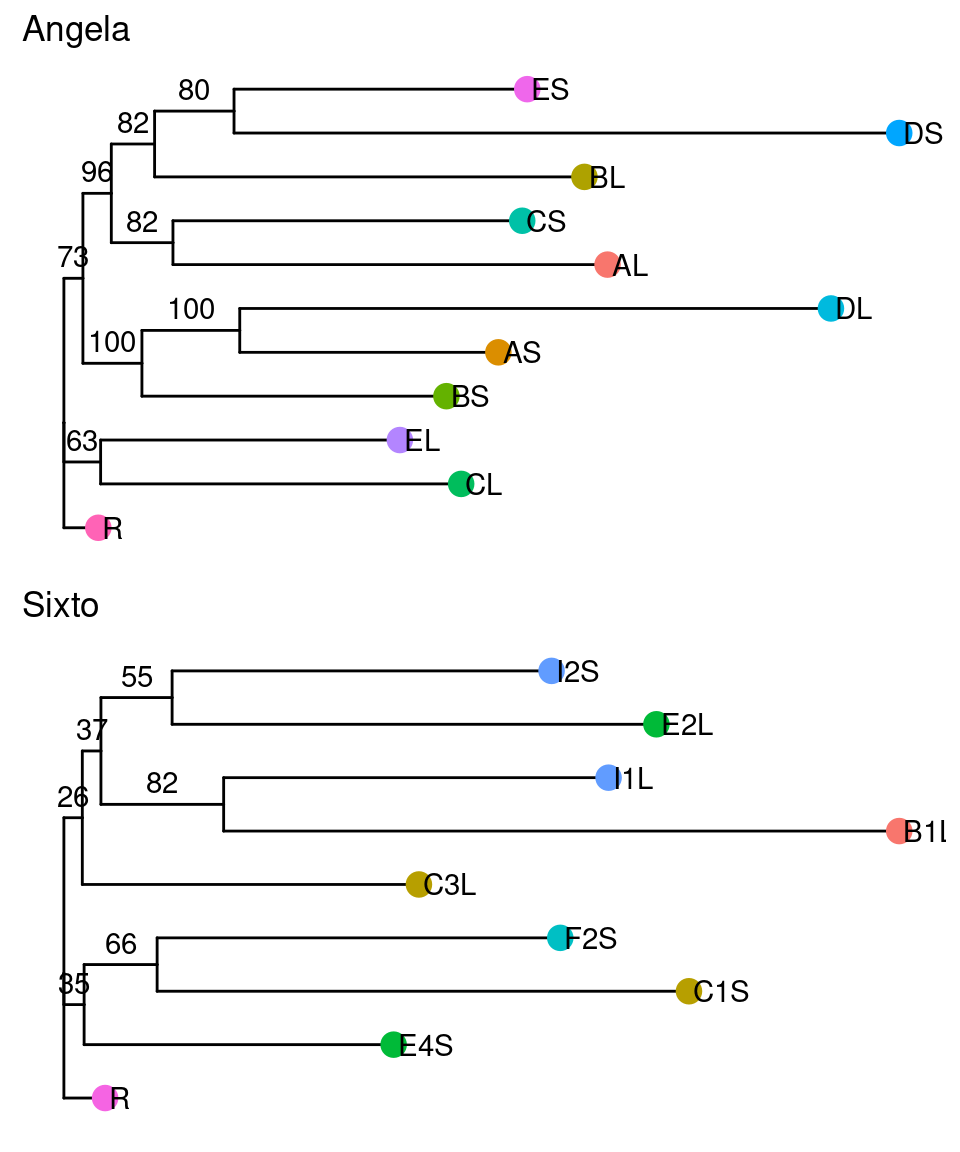 Angela
80
ES
82
DS
96
BL
82
CS
AL
73
100
DL
100
AS
BS
63
EL
CL
R
Sixto
55
I2S
37
E2L
82
I1L
26
B1L
C3L
66
F2S
35
C1S
E4S
R